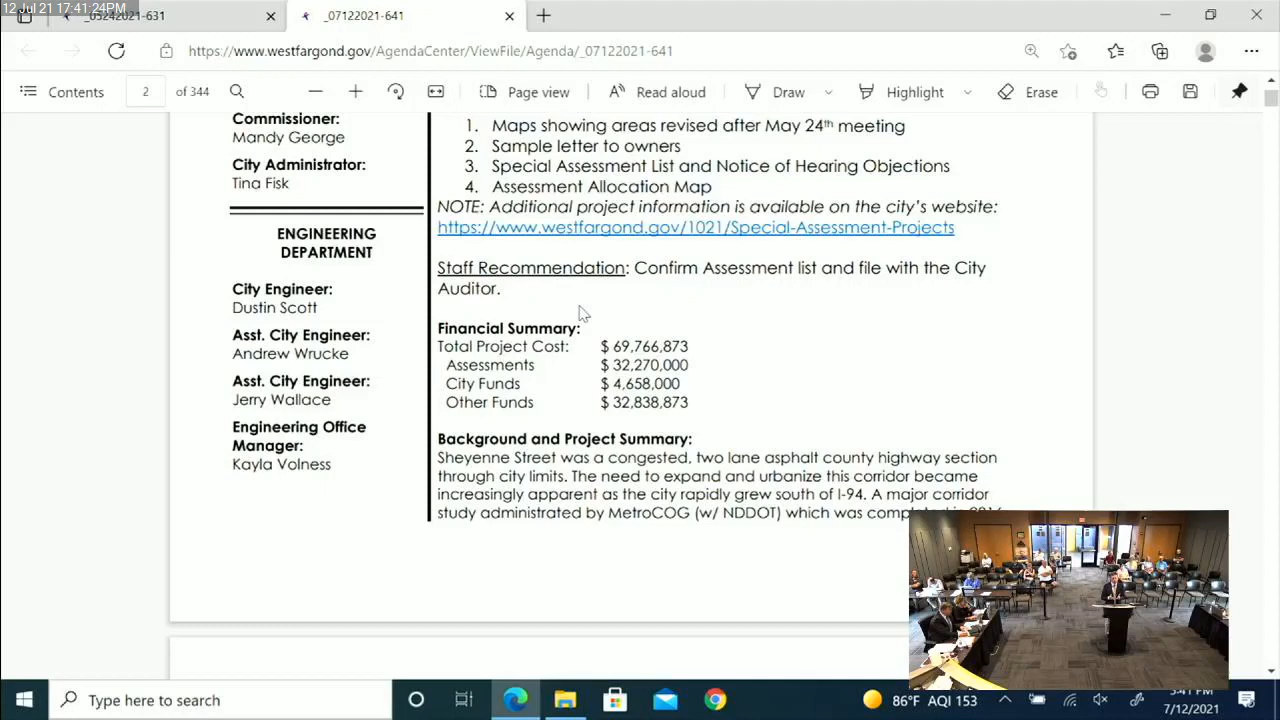 12 Jul 21 17:41:24PM
_05242021-631
_07122021-641
https://www.westfargond.gov/AgendaCenter/ViewFile/Agenda/_07122021-641
Contents
2
of 344
Page view
Read aloud
Draw
Highlight
Erase
Commissioner:
Mandy George
City Administrator:
Tina Fisk
ENGINEERING
DEPARTMENT
City Engineer:
Dustin Scott
Asst. City Engineer:
Andrew Wrucke
Asst. City Engineer:
Jerry Wallace
Engineering Office
Manager:
Kayla Volness
1. Maps showing areas revised after May 24th meeting
2. Sample letter to owners
3. Special Assessment List and Notice of Hearing Objections
4. Assessment Allocation Map
NOTE: Additional project information is available on the city's website:
https://www.westfargond.gov/1021/Special-Assessment-Projects
Staff Recommendation: Confirm Assessment list and file with the City
Auditor.
Financial Summary:
Total Project Cost: $ 69,766,873
Assessments $ 32,270,000
City Funds $ 4,658,000
Other Funds $ 32,838,873
Background and Project Summary:
Sheyenne Street was a congested, two lane asphalt county highway section
through city limits. The need to expand and urbanize this corridor became
increasingly apparent as the city rapidly grew south of I-94. A major corridor
study administered by MetroCOG (w/ NDDOT) which was
Type here to search
86°F AQI 153
5:41 PM
7/12/2021